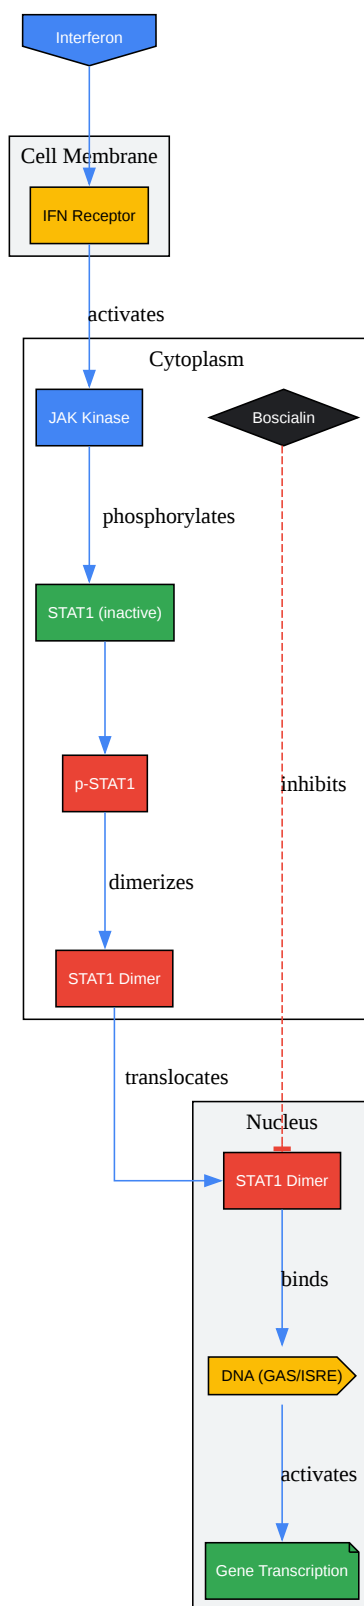 Interferon
Cell Membrane
IFN Receptor
activates
Cytoplasm
JAK Kinase
Boscialin
phosphorylates
STAT1 (inactive)
p-STAT1
inhibits
dimerizes
STAT1 Dimer
translocates
Nucleus
STAT1 Dimer
binds
DNA (GAS/ISRE)
activates
Gene Transcription